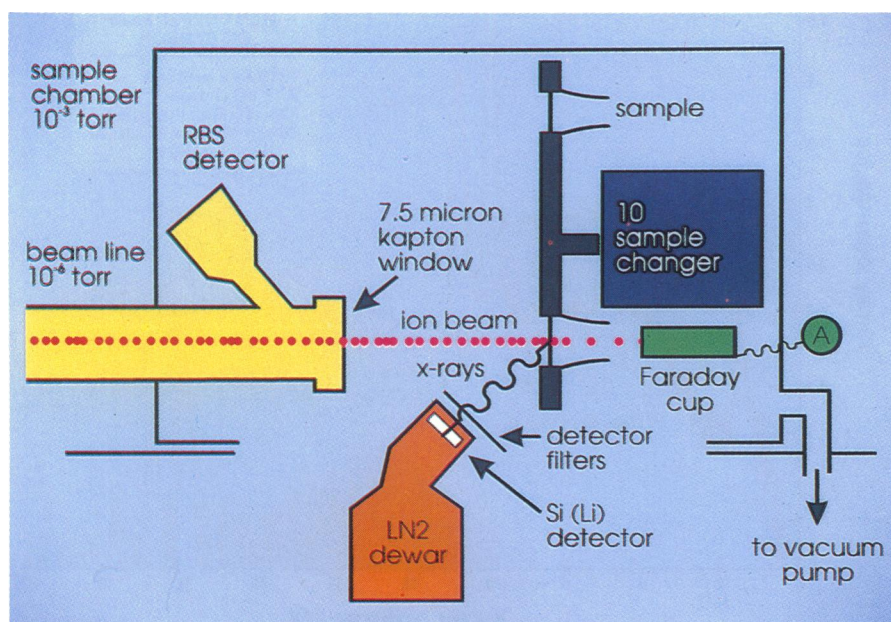 sample
chamber
10⁻³ torr
RBS
detector
beam line
10⁻⁶ torr
7.5 micron
kapton
window
ion beam
x-rays
sample
10
sample
changer
A
Faraday
cup
detector
filters
Si (Li)
detector
LN2
dewar
to vacuum
pump